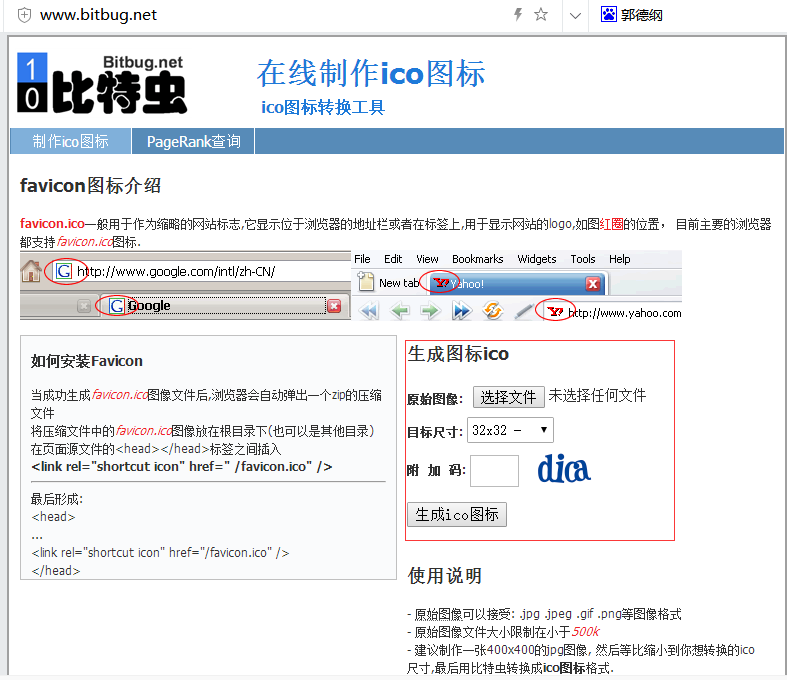 www.bitbug.net
郭德纲
10
Bitbug.net
比特虫
在线制作ico图标
ico图标转换工具
制作ico图标 PageRank查询
favicon图标介绍
favicon.ico一般用于作为缩略的网站标志,它显示位于浏览器的地址栏或者在标签上,用于显示网站的logo,如图红圈的位置， 目前主要的浏览器
都支持favicon.ico图标.
G http://www.google.com/intl/zh-CN/
G Google
File Edit View Bookmarks Widgets Tools Help
New tab Y! Yahoo!
Y! http://www.yahoo.com
如何安装Favicon
当成功生成favicon.ico图像文件后,浏览器会自动弹出一个zip的压缩
文件
将压缩文件中的favicon.ico图像放在根目录下(也可以是其他目录)
在页面源文件的<head></head>标签之间插入
<link rel="shortcut icon" href=" /favicon.ico" />
最后形成:
<head>
...
<link rel="shortcut icon" href="/favicon.ico" />
</head>
生成图标ico
原始图像: 选择文件 未选择任何文件
目标尺寸: 32x32 -
附 加 码: dica
生成ico图标
使用说明
- 原始图像可以接受: .jpg .jpeg .gif .png等图像格式
- 原始图像文件大小限制在小于500k
- 建议制作一张400x400的jpg图像, 然后等比缩小到你想转换的ico
尺寸,最后用比特虫转换成ico图标格式.